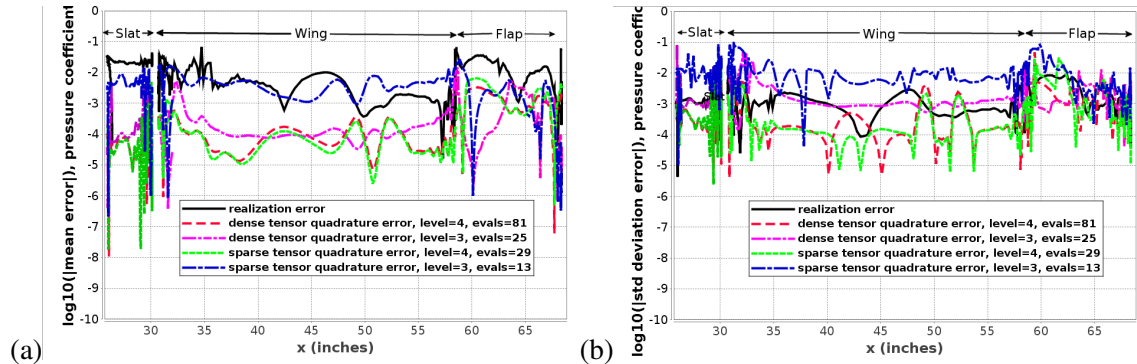 log10(|mean error|), pressure coefficient
-0
-1
-2
-3
-4
-5
-6
-7
-8
-9
-10
Slat
Wing
Flap
realization error
dense tensor quadrature error, level=4, evals=81
dense tensor quadrature error, level=3, evals=25
sparse tensor quadrature error, level=4, evals=29
sparse tensor quadrature error, level=3, evals=13
30 35 40 45 50 55 60 65
x (inches)
(a)
log10(|std deviation error|), pressure coeffic
-0
-1
-2
-3
-4
-5
-6
-7
-8
-9
-10
Slat
Wing
Flap
realization error
dense tensor quadrature error, level=4, evals=81
dense tensor quadrature error, level=3, evals=25
sparse tensor quadrature error, level=4, evals=29
sparse tensor quadrature error, level=3, evals=13
30 35 40 45 50 55 60 65
x (inches)
(b)